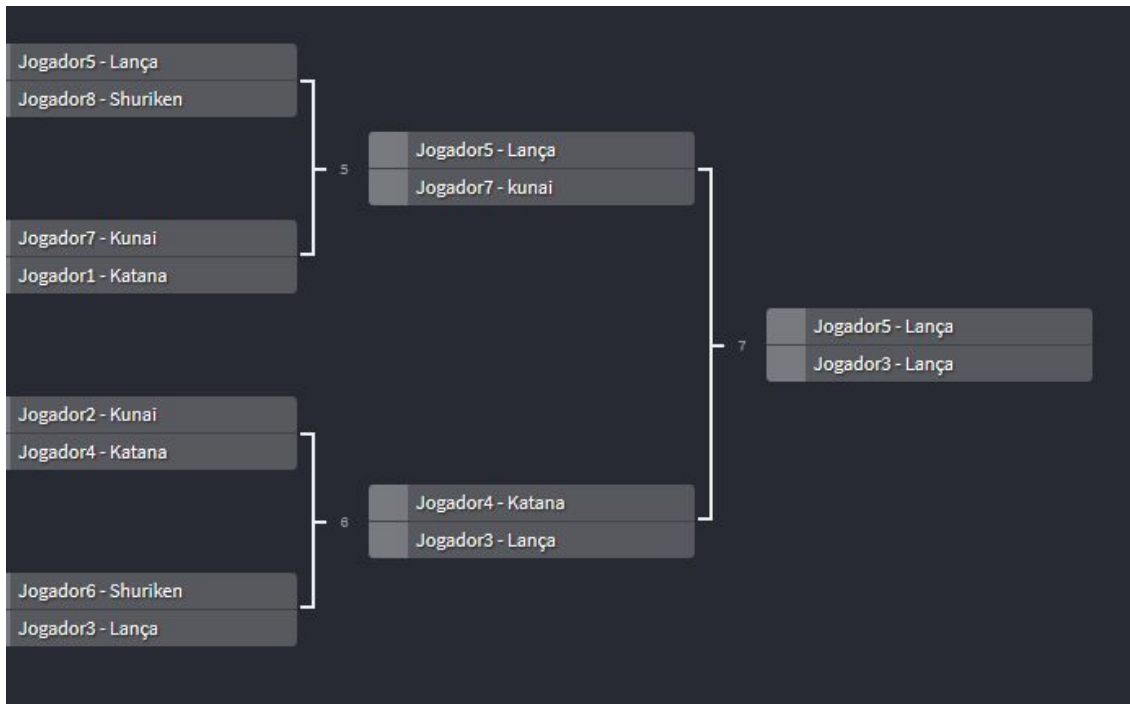 Jogador5 - Lança
Jogador8 - Shuriken
Jogador7 - Kunai
Jogador1 - Katana
Jogador2 - Kunai
Jogador4 - Katana
Jogador6 - Shuriken
Jogador3 - Lança
5
Jogador5 - Lança
Jogador7 - kunai
6
Jogador4 - Katana
Jogador3 - Lança
7
Jogador5 - Lança
Jogador3 - Lança